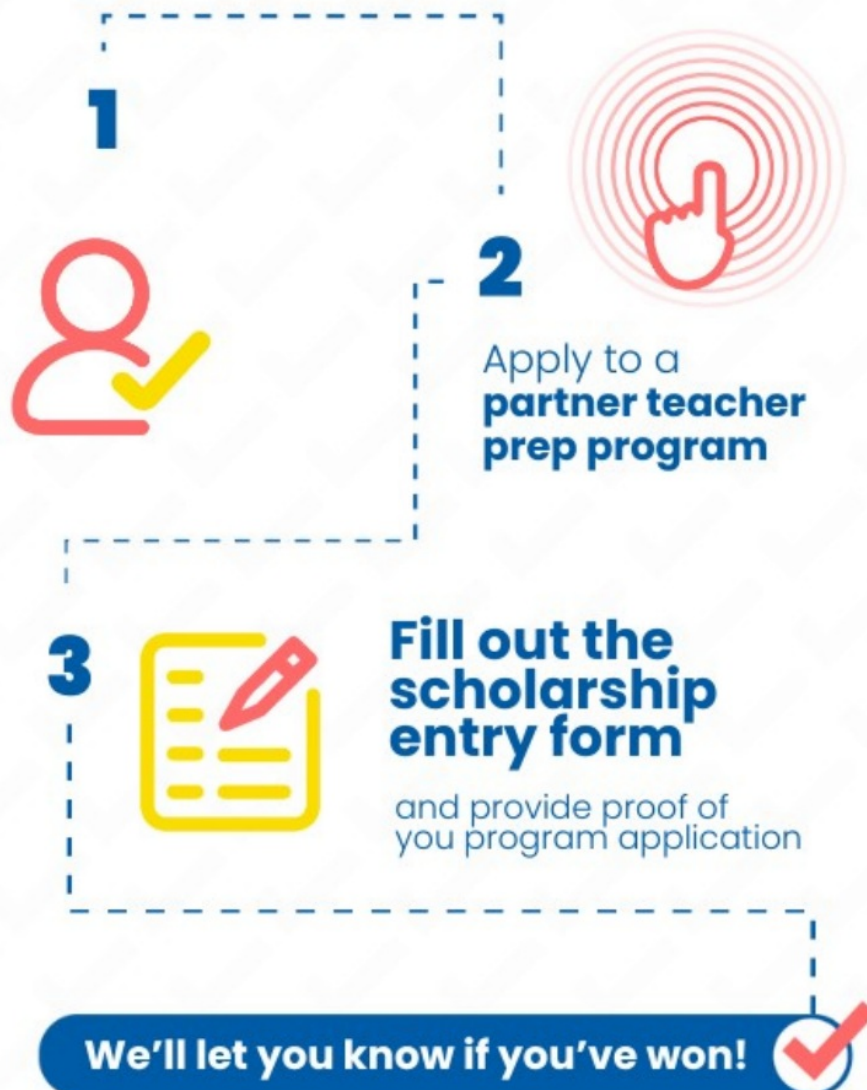 1
2
Apply to a
partner teacher
prep program
3
Fill out the
scholarship
entry form
and provide proof of
you program application
We'll let you know if you've won!